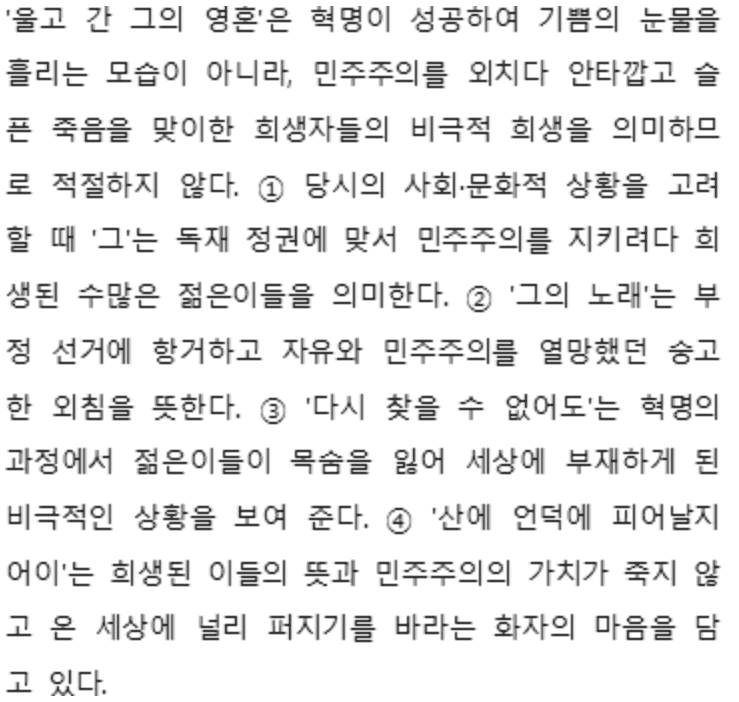 '울고 간 그의 영혼'은 혁명이 성공하여 기쁨의 눈물을
흘리는 모습이 아니라, 민주주의를 외치다 안타깝고 슬
픈 죽음을 맞이한 희생자들의 비극적 희생을 의미하므
로 적절하지 않다. ① 당시의 사회·문화적 상황을 고려
할 때 '그'는 독재 정권에 맞서 민주주의를 지키려다 희
생된 수많은 젊은이들을 의미한다. ② '그의 노래'는 부
정 선거에 항거하고 자유와 민주주의를 열망했던 숭고
한 외침을 뜻한다. ③ '다시 찾을 수 없어도'는 혁명의
과정에서 젊은이들이 목숨을 잃어 세상에 부재하게 된
비극적인 상황을 보여 준다. ④ '산에 언덕에 피어날지
어이'는 희생된 이들의 뜻과 민주주의의 가치가 죽지 않
고 온 세상에 널리 퍼지기를 바라는 화자의 마음을 담
고 있다.